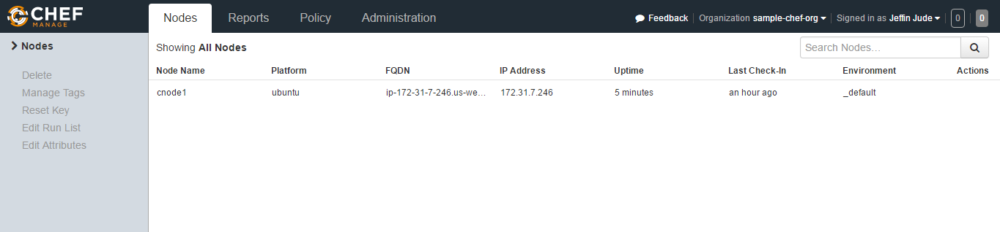 CHEF
MANAGE
Nodes Reports Policy Administration Feedback Organization sample-chef-org Signed in as Jeffin Jude 0 0
Nodes
Delete
Manage Tags
Reset Key
Edit Run List
Edit Attributes
Showing All Nodes Search Nodes...
Node Name Platform FQDN IP Address Uptime Last Check-In Environment Actions
cnode1 ubuntu ip-172-31-7-246.us-we... 172.31.7.246 5 minutes an hour ago _default